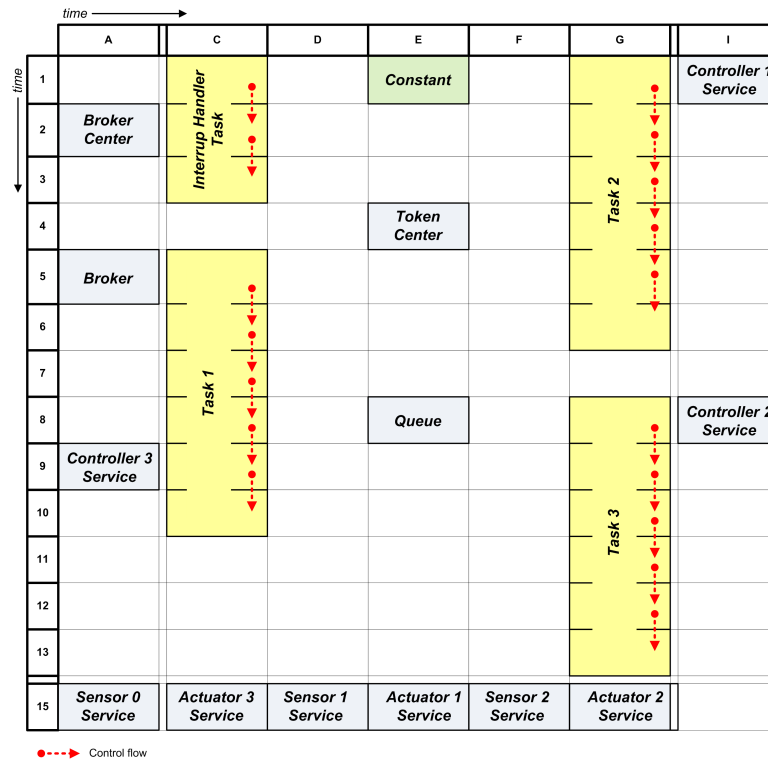 time
A C D E F G I
time
1
Interrup Handler
Task
Constant
Controller 1
Service
2
Broker
Center
3
Task 2
4
Token
Center
5
Broker
6
7
Task 1
8
Queue
Controller 2
Service
9
Controller 3
Service
10
Task 3
11
12
13
15
Sensor 0
Service
Actuator 3
Service
Sensor 1
Service
Actuator 1
Service
Sensor 2
Service
Actuator 2
Service
Control flow